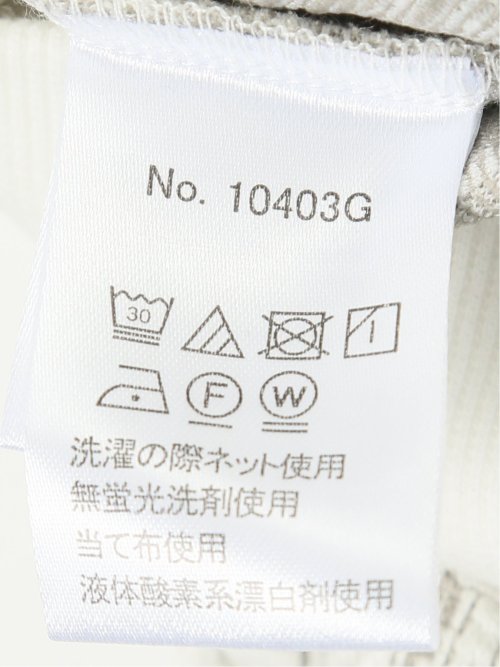 No. 10403G
30
F W
洗濯の際ネット使用
無蛍光洗剤使用
当て布使用
液体酸素系漂白剤使用